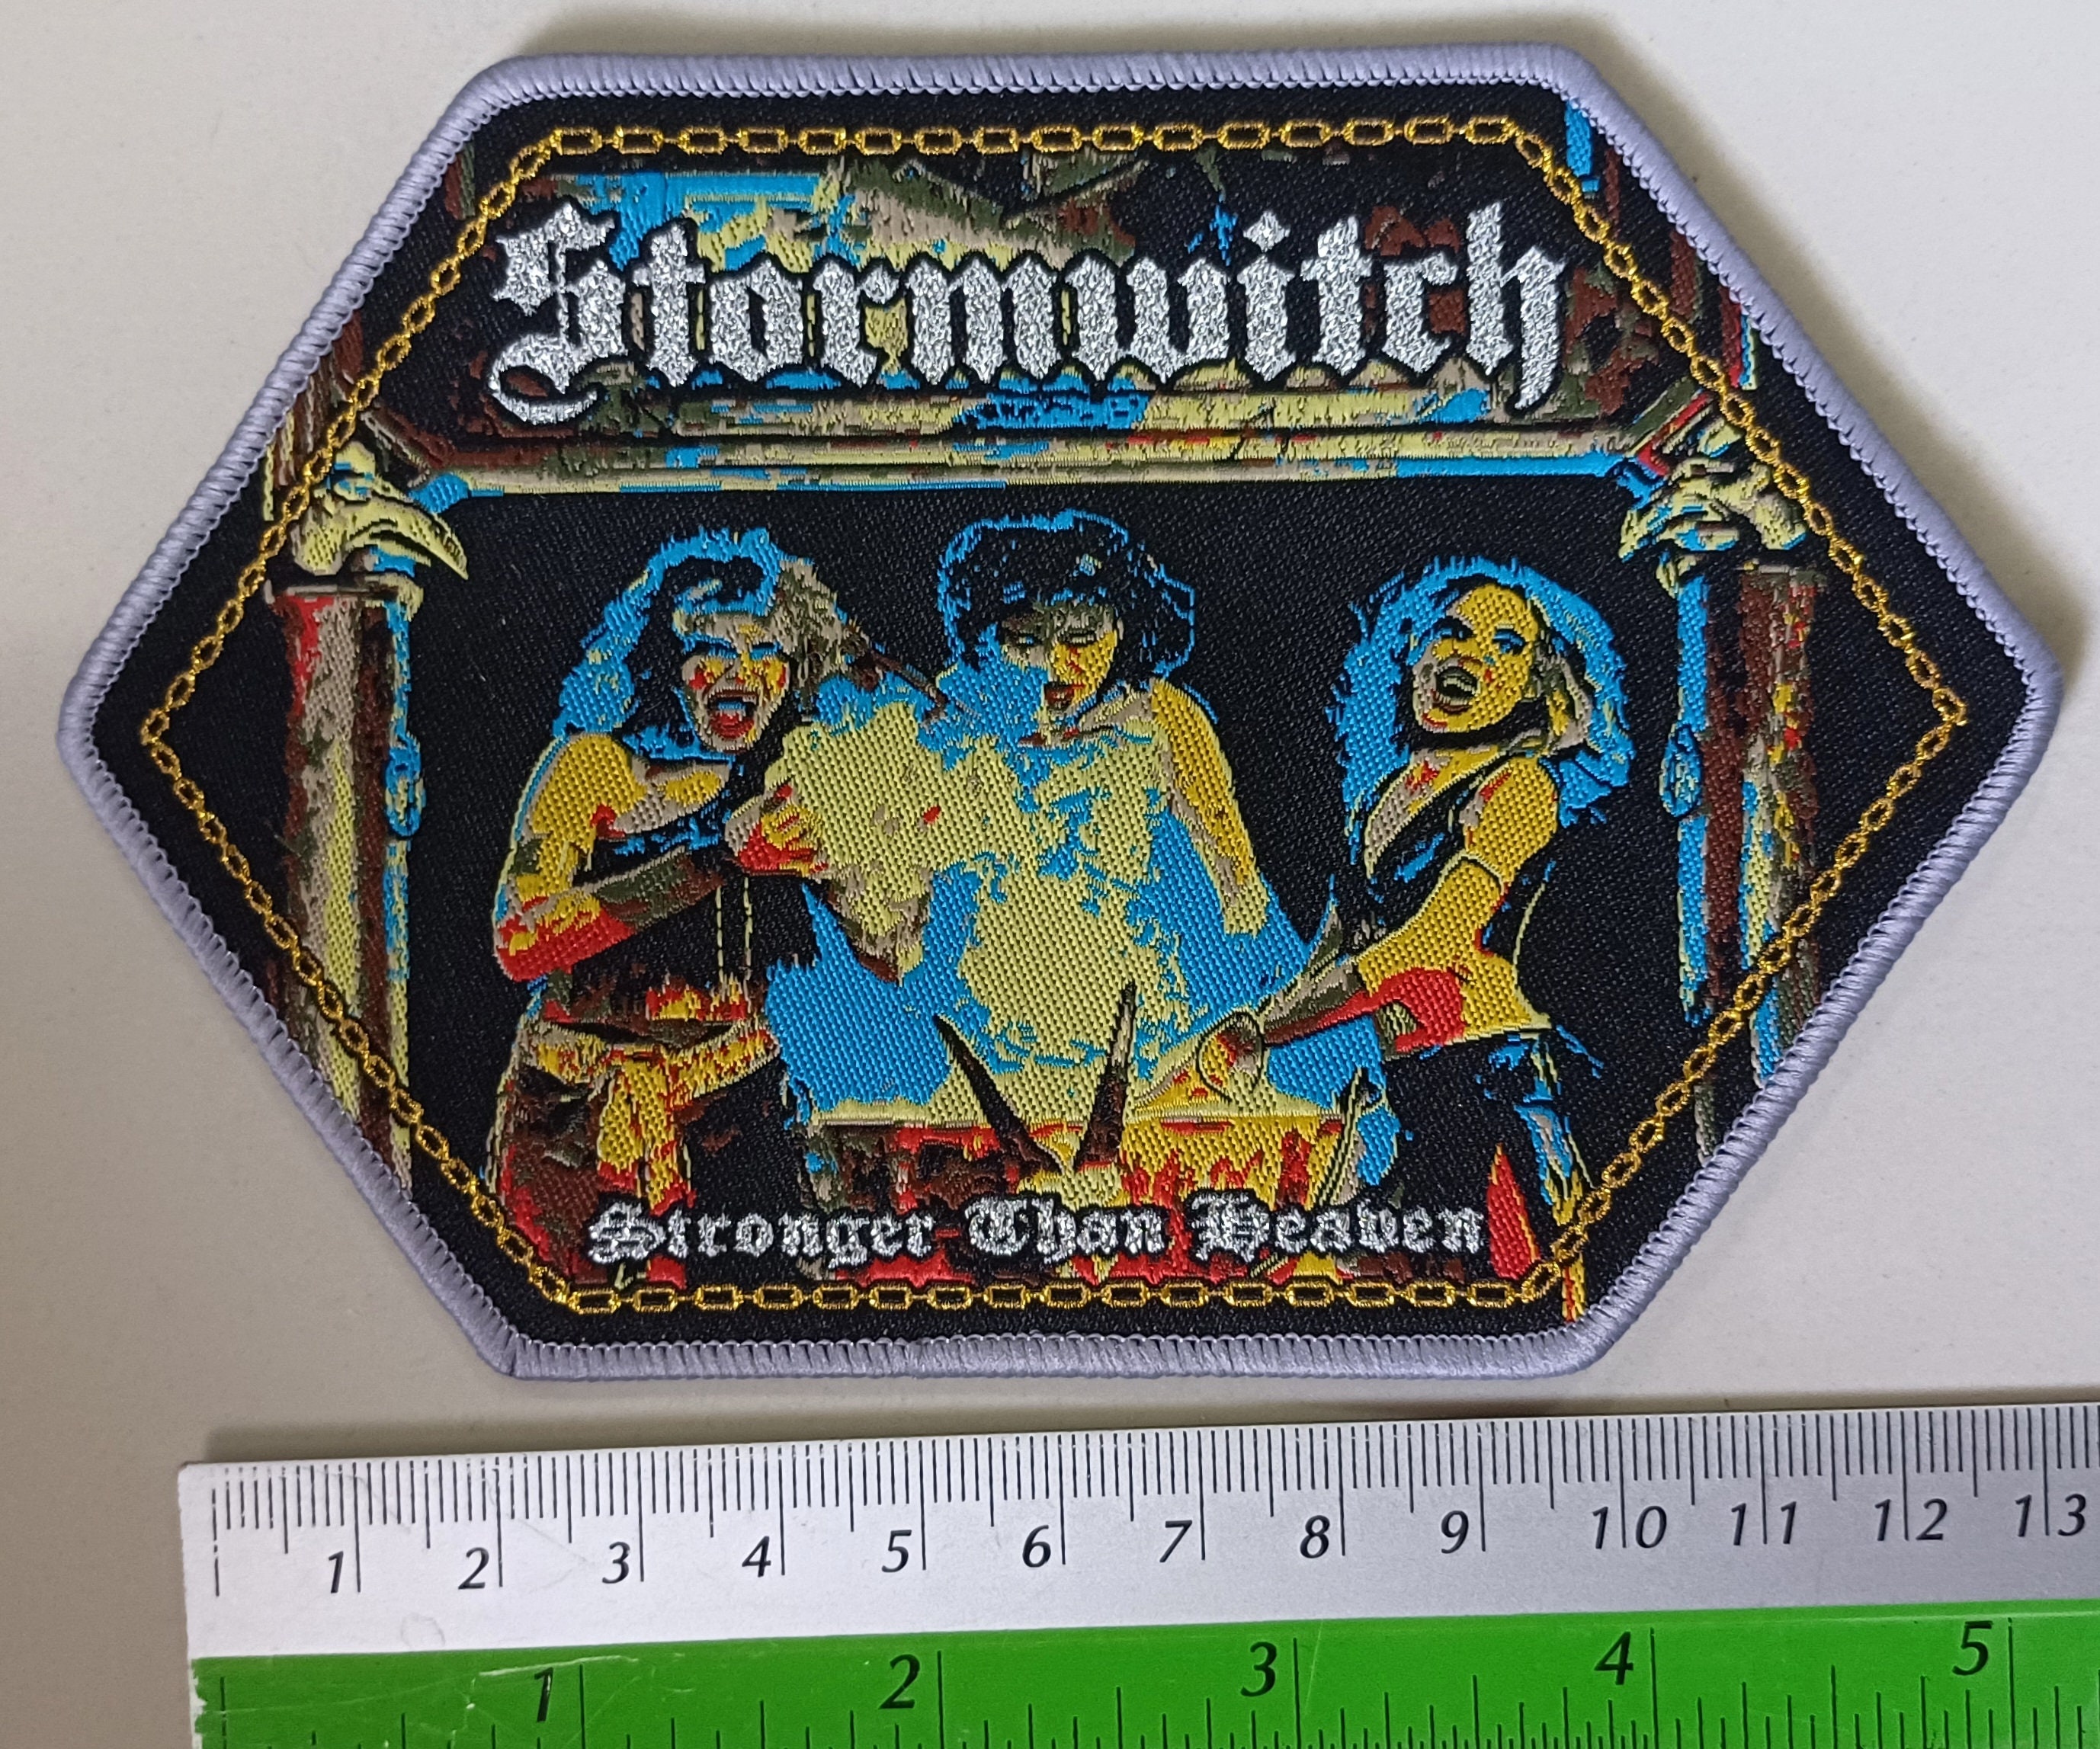 Stormwitch
Stronger Than Heaven
1 2 3 4 5 6 7 8 9 10 11 12 13
1 2 3 4 5